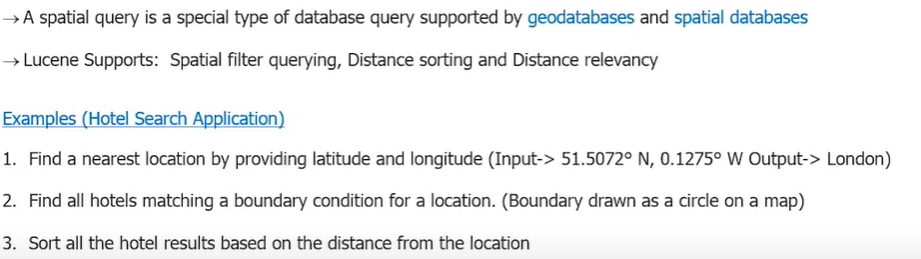 → A spatial query is a special type of database query supported by geodatabases and spatial databases
→ Lucene Supports: Spatial filter querying, Distance sorting and Distance relevancy
Examples (Hotel Search Application)
1. Find a nearest location by providing latitude and longitude (Input-> 51.5072° N, 0.1275° W Output-> London)
2. Find all hotels matching a boundary condition for a location. (Boundary drawn as a circle on a map)
3. Sort all the hotel results based on the distance from the location